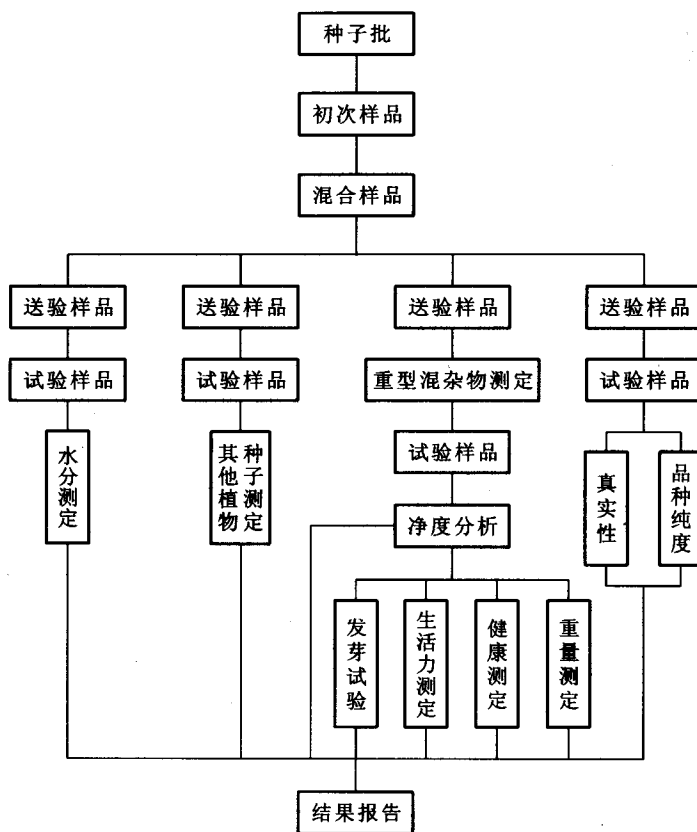 种子批
初次样品
混合样品
送验样品
送验样品
送验样品
送验样品
试验样品
试验样品
重型混杂物测定
试验样品
水分测定
其他植物
种子测定
试验样品
真实性
品种纯度
净度分析
发芽试验
生活力测定
健康测定
重量测定
结果报告